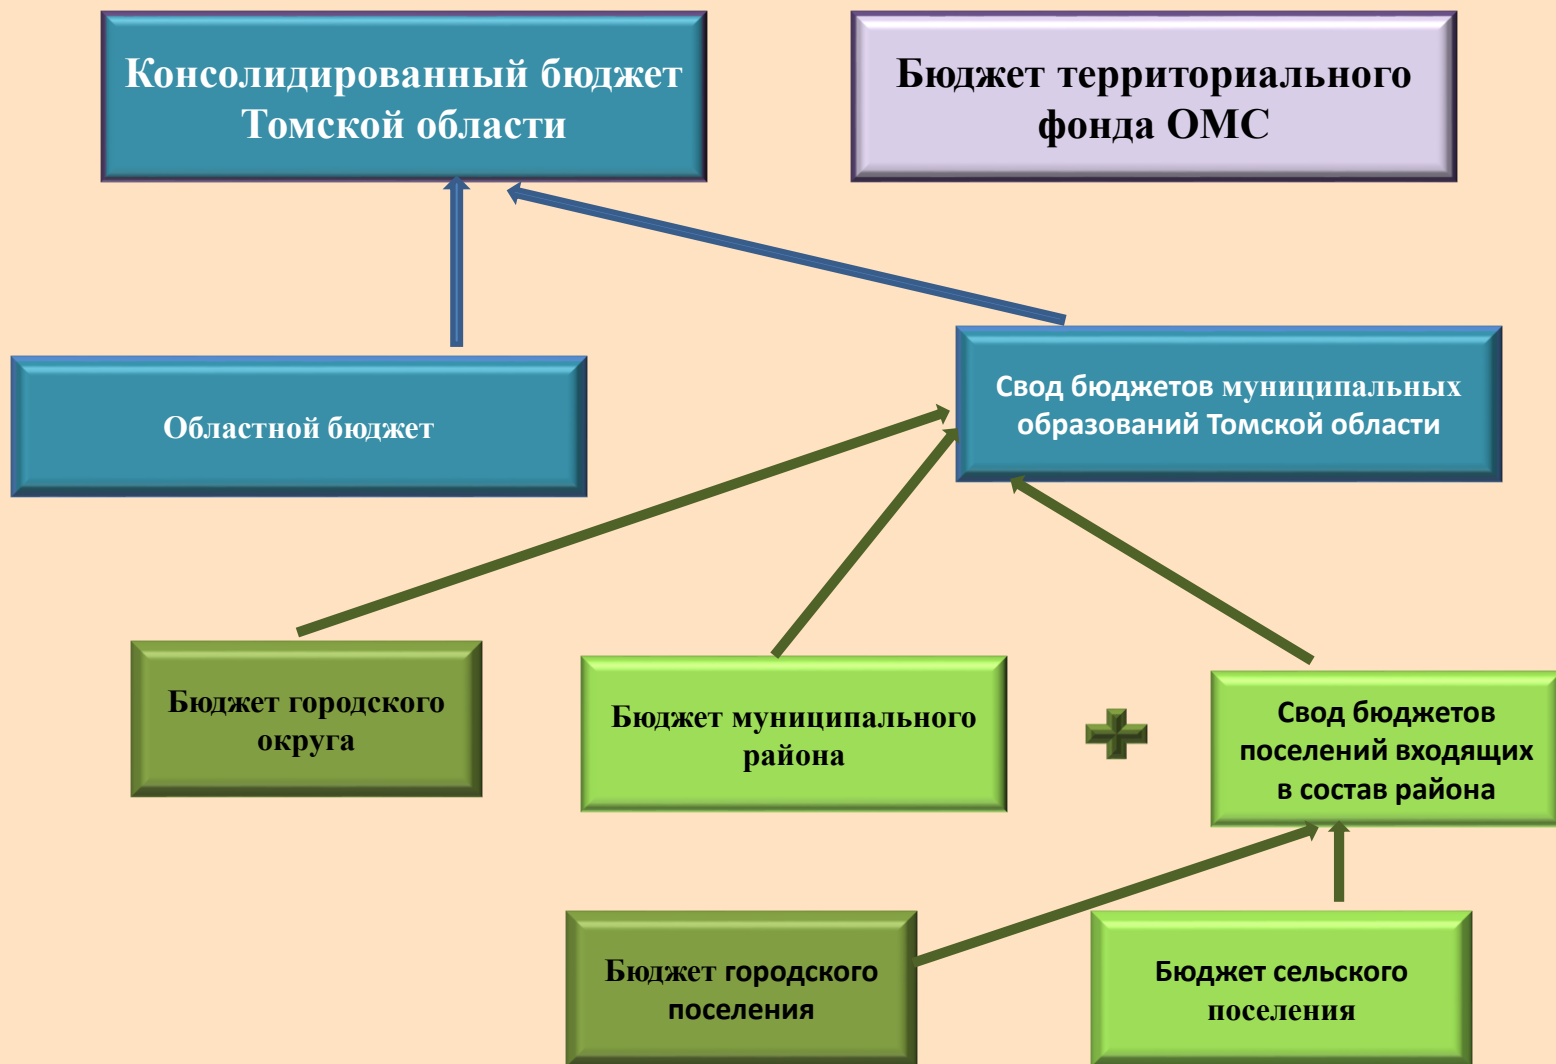 Консолидированный бюджет
Томской области
Бюджет территориального
фонда ОМС
Областной бюджет
Свод бюджетов муниципальных
образований Томской области
Бюджет городского
округа
Бюджет муниципального
района
Свод бюджетов
поселений входящих
в состав района
Бюджет городского
поселения
Бюджет сельского
поселения